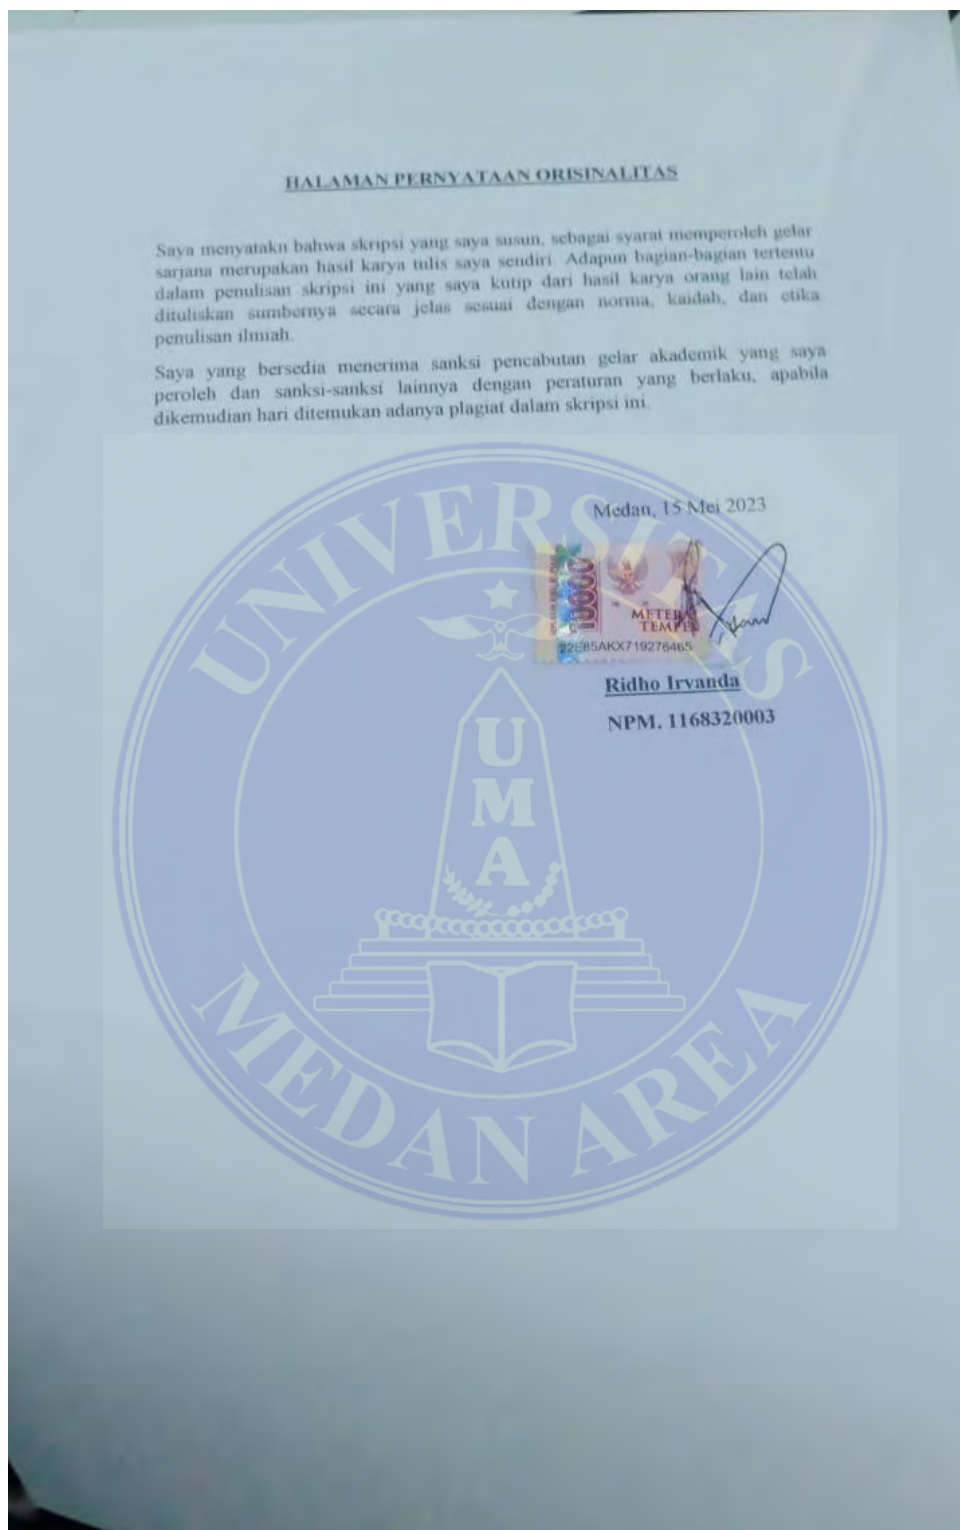 HALAMAN PERNYATAAN ORISINALITAS
Saya menyatakn bahwa skripsi yang saya susun, sebagai syarat memperoleh gelar
sarjana merupakan hasil karya tulis saya sendiri. Adapun bagian-bagian tertentu
dalam penulisan skripsi ini yang saya kutip dari hasil karya orang lain telah
dituliskan sumbernya secara jelas sesuai dengan norma, kaidah, dan etika
penulisan ilmiah.
Saya yang bersedia menerima sanksi pencabutan gelar akademik yang saya
peroleh dan sanksi-sanksi lainnya dengan peraturan yang berlaku, apabila
dikemudian hari ditemukan adanya plagiat dalam skripsi ini.
Medan, 15 Mei 2023
10000
METERAI
TEMPEL
22E85AKX719276465
Ridho Irvanda
NPM. 1168320003
UNIVERSITAS
UMA
MEDAN AREA